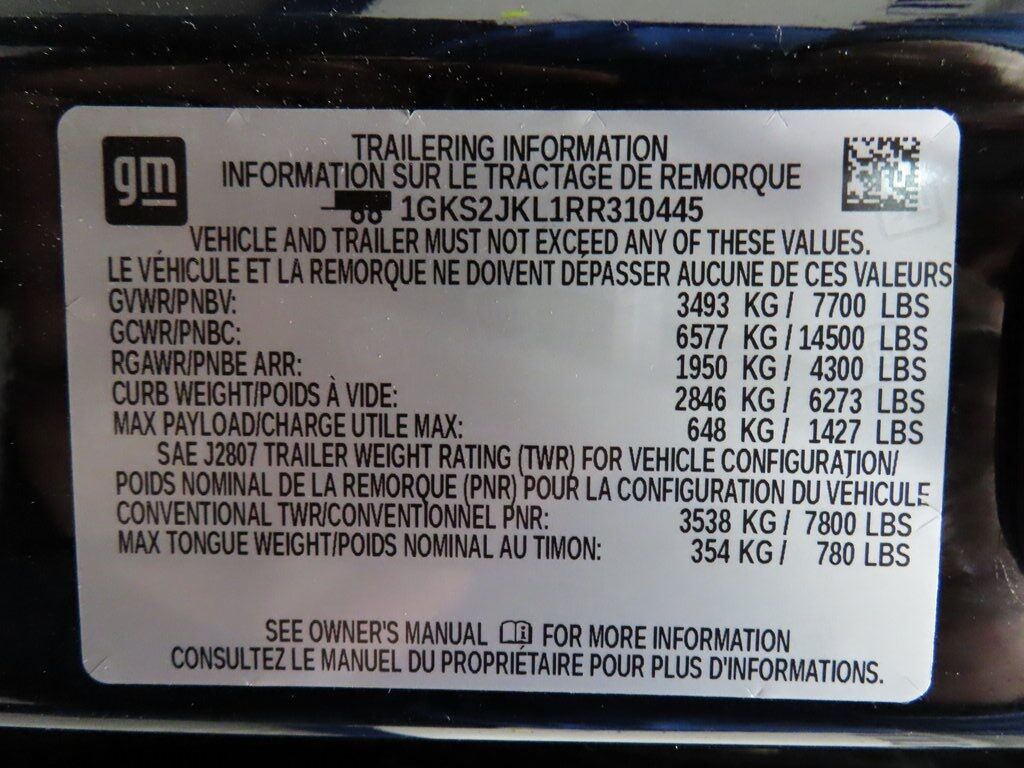 gm
TRAILERING INFORMATION
INFORMATION SUR LE TRACTAGE DE REMORQUE
1GKS2JKL1RR310445
VEHICLE AND TRAILER MUST NOT EXCEED ANY OF THESE VALUES.
LE VÉHICULE ET LA REMORQUE NE DOIVENT DÉPASSER AUCUNE DE CES VALEURS
GVWR/PNBV: 3493 KG / 7700 LBS
GCWR/PNBC: 6577 KG / 14500 LBS
RGAWR/PNBE ARR: 1950 KG / 4300 LBS
CURB WEIGHT/POIDS À VIDE: 2846 KG / 6273 LBS
MAX PAYLOAD/CHARGE UTILE MAX: 648 KG / 1427 LBS
SAE J2807 TRAILER WEIGHT RATING (TWR) FOR VEHICLE CONFIGURATION/
POIDS NOMINAL DE LA REMORQUE (PNR) POUR LA CONFIGURATION DU VEHICULE
CONVENTIONAL TWR/CONVENTIONNEL PNR: 3538 KG / 7800 LBS
MAX TONGUE WEIGHT/POIDS NOMINAL AU TIMON: 354 KG / 780 LBS
SEE OWNER'S MANUAL FOR MORE INFORMATION
CONSULTEZ LE MANUEL DU PROPRIÉTAIRE POUR PLUS D'INFORMATIONS.